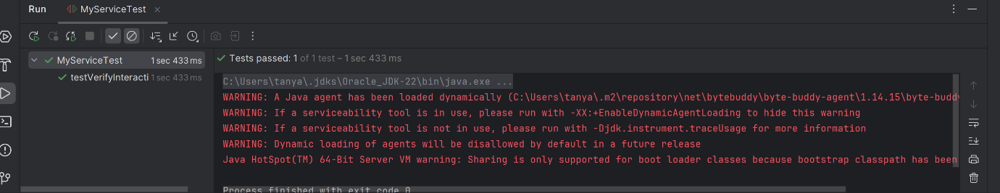 Run MyServiceTest
Tests passed: 1 of 1 test – 1 sec 433 ms
MyServiceTest 1 sec 433 ms
testVerifyInteracti 1 sec 433 ms
C:\Users\tanya\.jdks\Oracle_JDK-22\bin\java.exe ...
WARNING: A Java agent has been loaded dynamically (C:\Users\tanya\.m2\repository\net\bytebuddy\byte-buddy-agent\1.14.15\byte-budd
WARNING: If a serviceability tool is in use, please run with -XX:+EnableDynamicAgentLoading to hide this warning
WARNING: If a serviceability tool is not in use, please run with -Djdk.instrument.traceUsage for more information
WARNING: Dynamic loading of agents will be disallowed by default in a future release
Java HotSpot(TM) 64-Bit Server VM warning: Sharing is only supported for boot loader classes because bootstrap classpath has been
Process finished with exit code 0